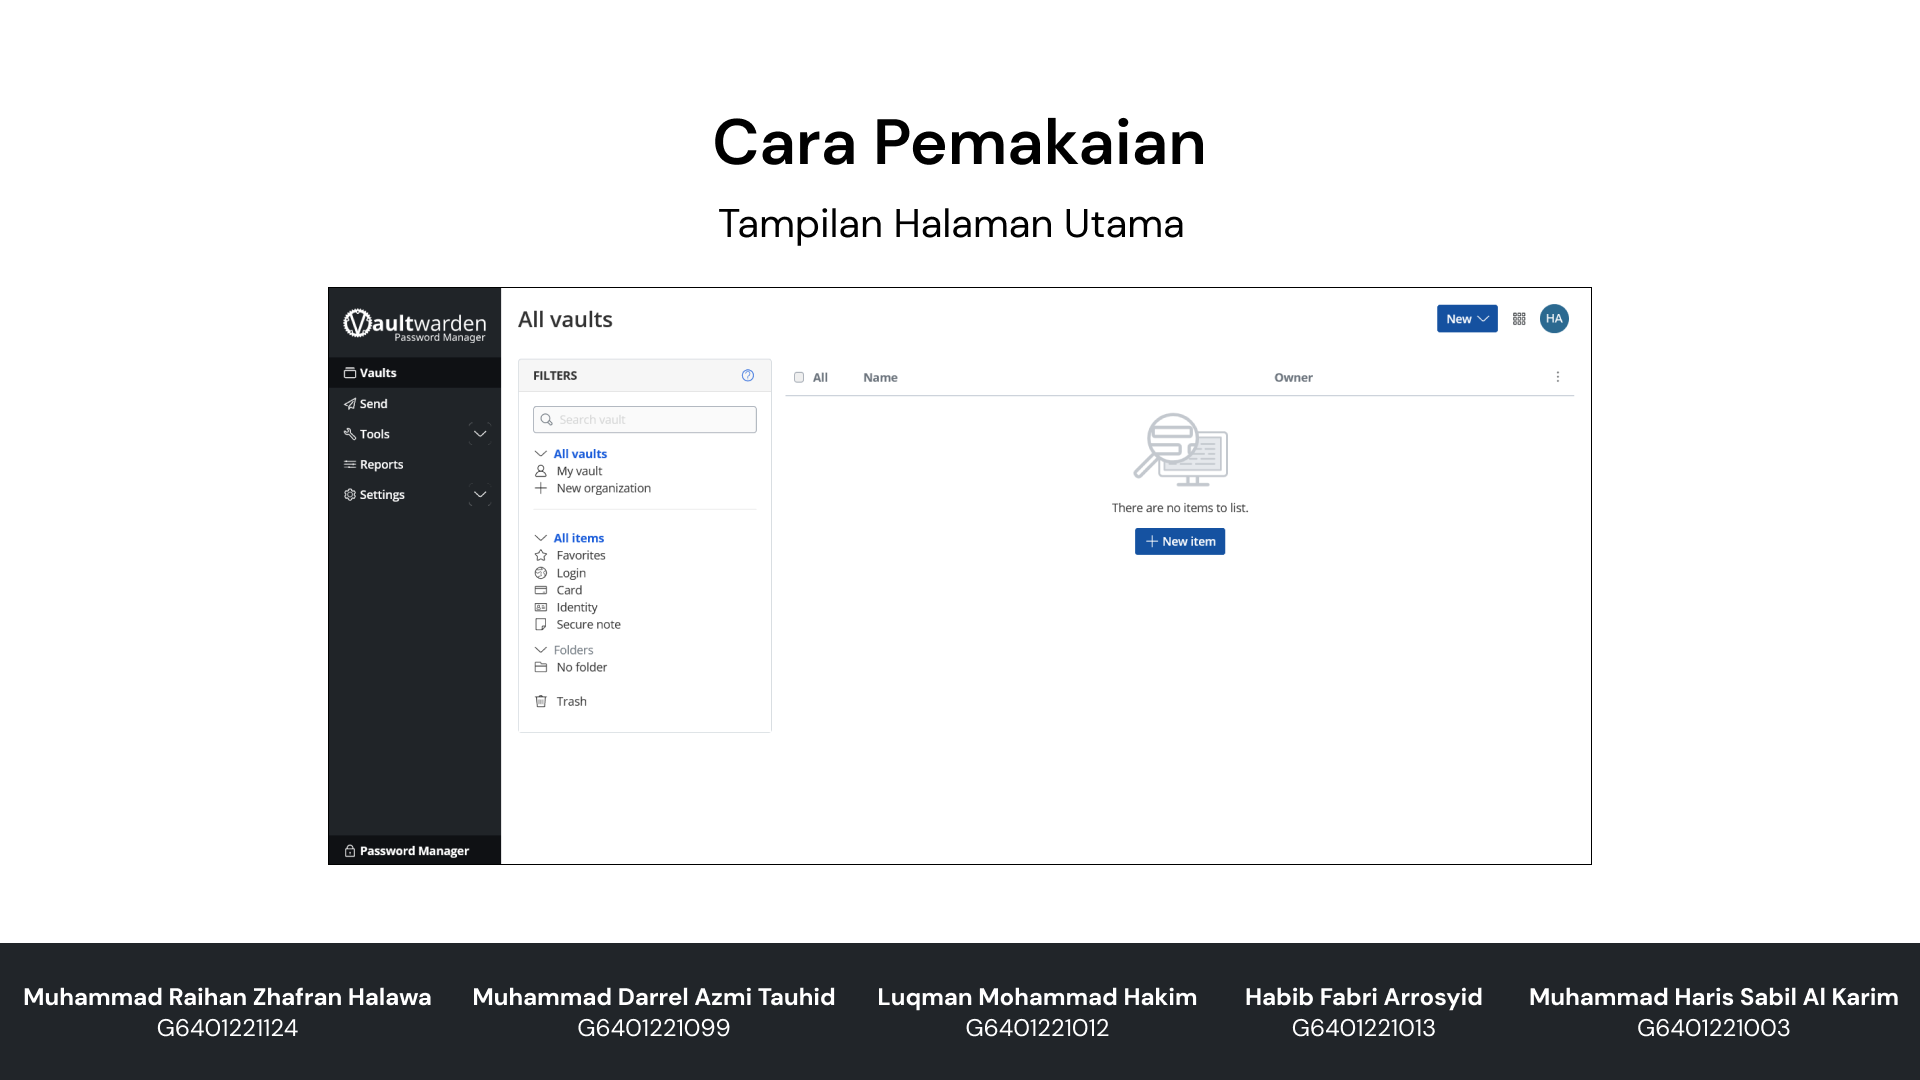 Cara Pemakaian
Tampilan Halaman Utama
Vaultwarden
Password Manager
Vaults
Send
Tools
Reports
Settings
Password Manager
All vaults
New
HA
FILTERS
Search vault
All vaults
My vault
New organization
All items
Favorites
Login
Card
Identity
Secure note
Folders
No folder
Trash
All Name Owner
There are no items to list.
New item
Muhammad Raihan Zhafran Halawa
G6401221124
Muhammad Darrel Azmi Tauhid
G6401221099
Luqman Mohammad Hakim
G6401221012
Habib Fabri Arrosyid
G6401221013
Muhammad Haris Sabil Al Karim
G6401221003